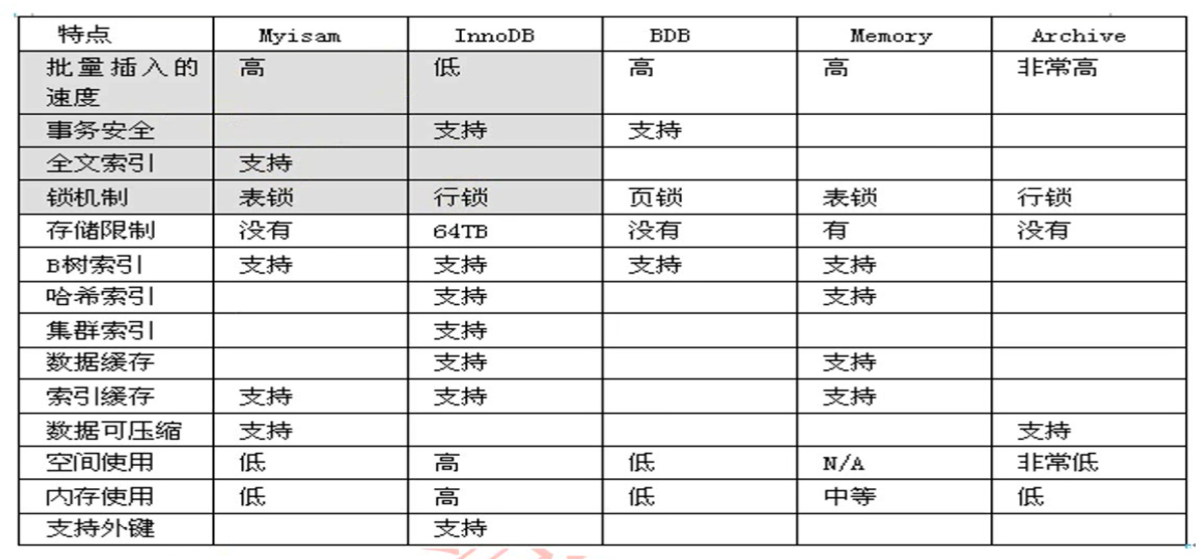 特点 Myisam InnoDB BDB Memory Archive
批量插入的 高 低 高 高 非常高
速度
事务安全 支持 支持
全文索引 支持
锁机制 表锁 行锁 页锁 表锁 行锁
存储限制 没有 64TB 没有 有 没有
B树索引 支持 支持 支持 支持
哈希索引 支持 支持
集群索引 支持
数据缓存 支持 支持
索引缓存 支持 支持 支持
数据可压缩 支持 支持
空间使用 低 高 低 N/A 非常低
内存使用 低 高 低 中等 低
支持外键 支持